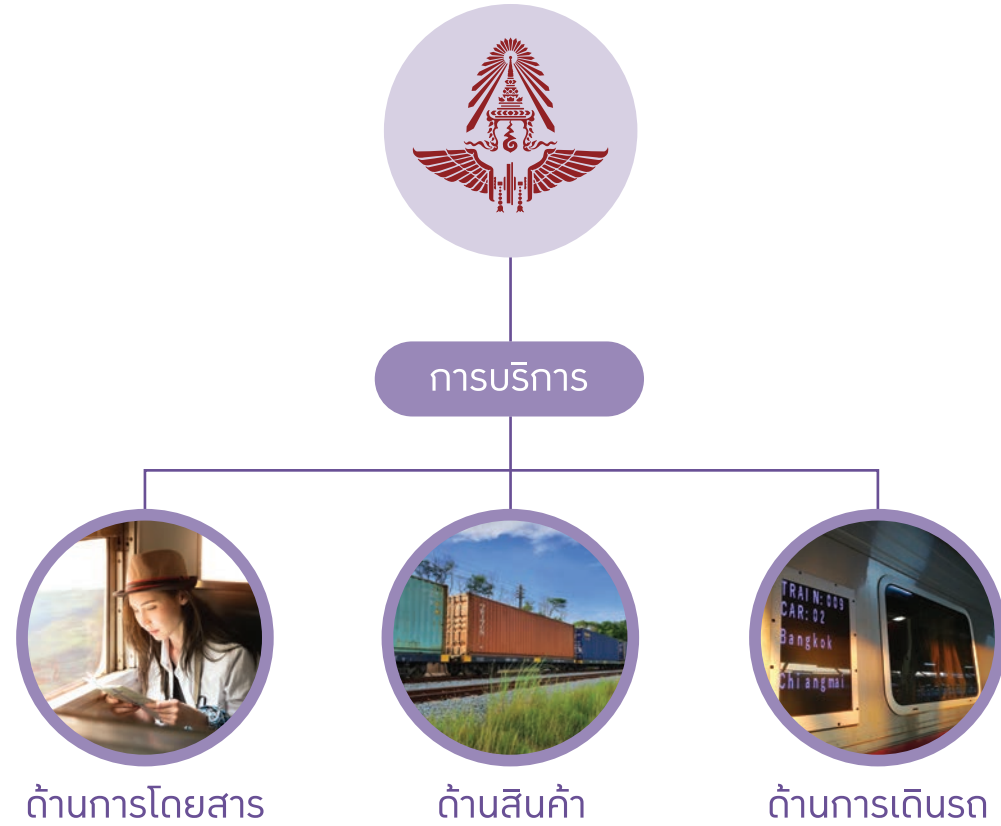 การบริการ
TRAIN: 009
CAR: 02
Bangkok
Chiangmai
ด้านการโดยสาร
ด้านสินค้า
ด้านการเดินรถ